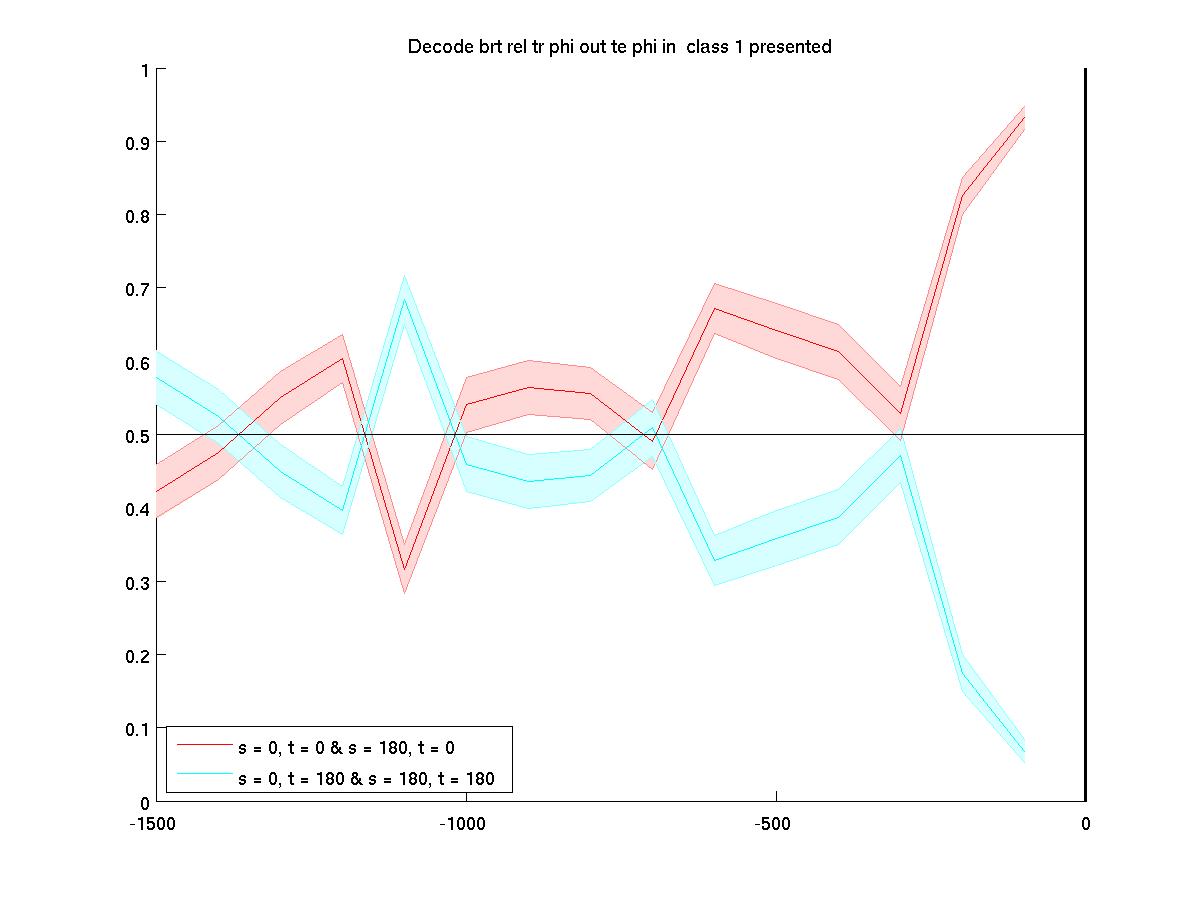 Decode brt rel tr phi out te phi in  class 1 presented
1
0.9
0.8
0.7
0.6
0.5
0.4
0.3
0.2
0.1
0
s = 0, t = 0 & s = 180, t = 0
s = 0, t = 180 & s = 180, t = 180
-1500 -1000 -500 0